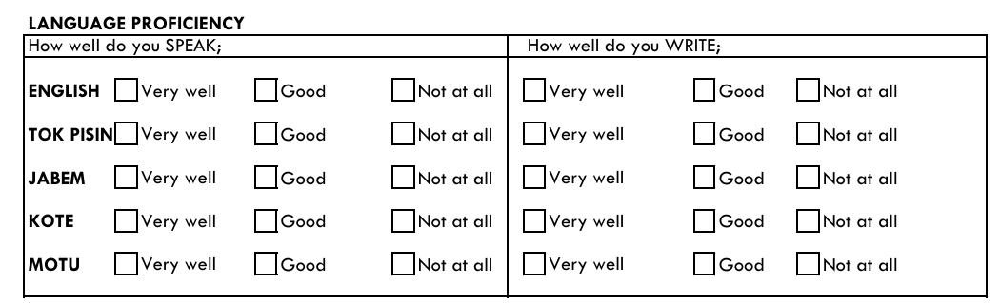 LANGUAGE PROFICIENCY
How well do you SPEAK; How well do you WRITE;
ENGLISH Very well Good Not at all Very well Good Not at all
TOK PISIN Very well Good Not at all Very well Good Not at all
JABEM Very well Good Not at all Very well Good Not at all
KOTE Very well Good Not at all Very well Good Not at all
MOTU Very well Good Not at all Very well Good Not at all